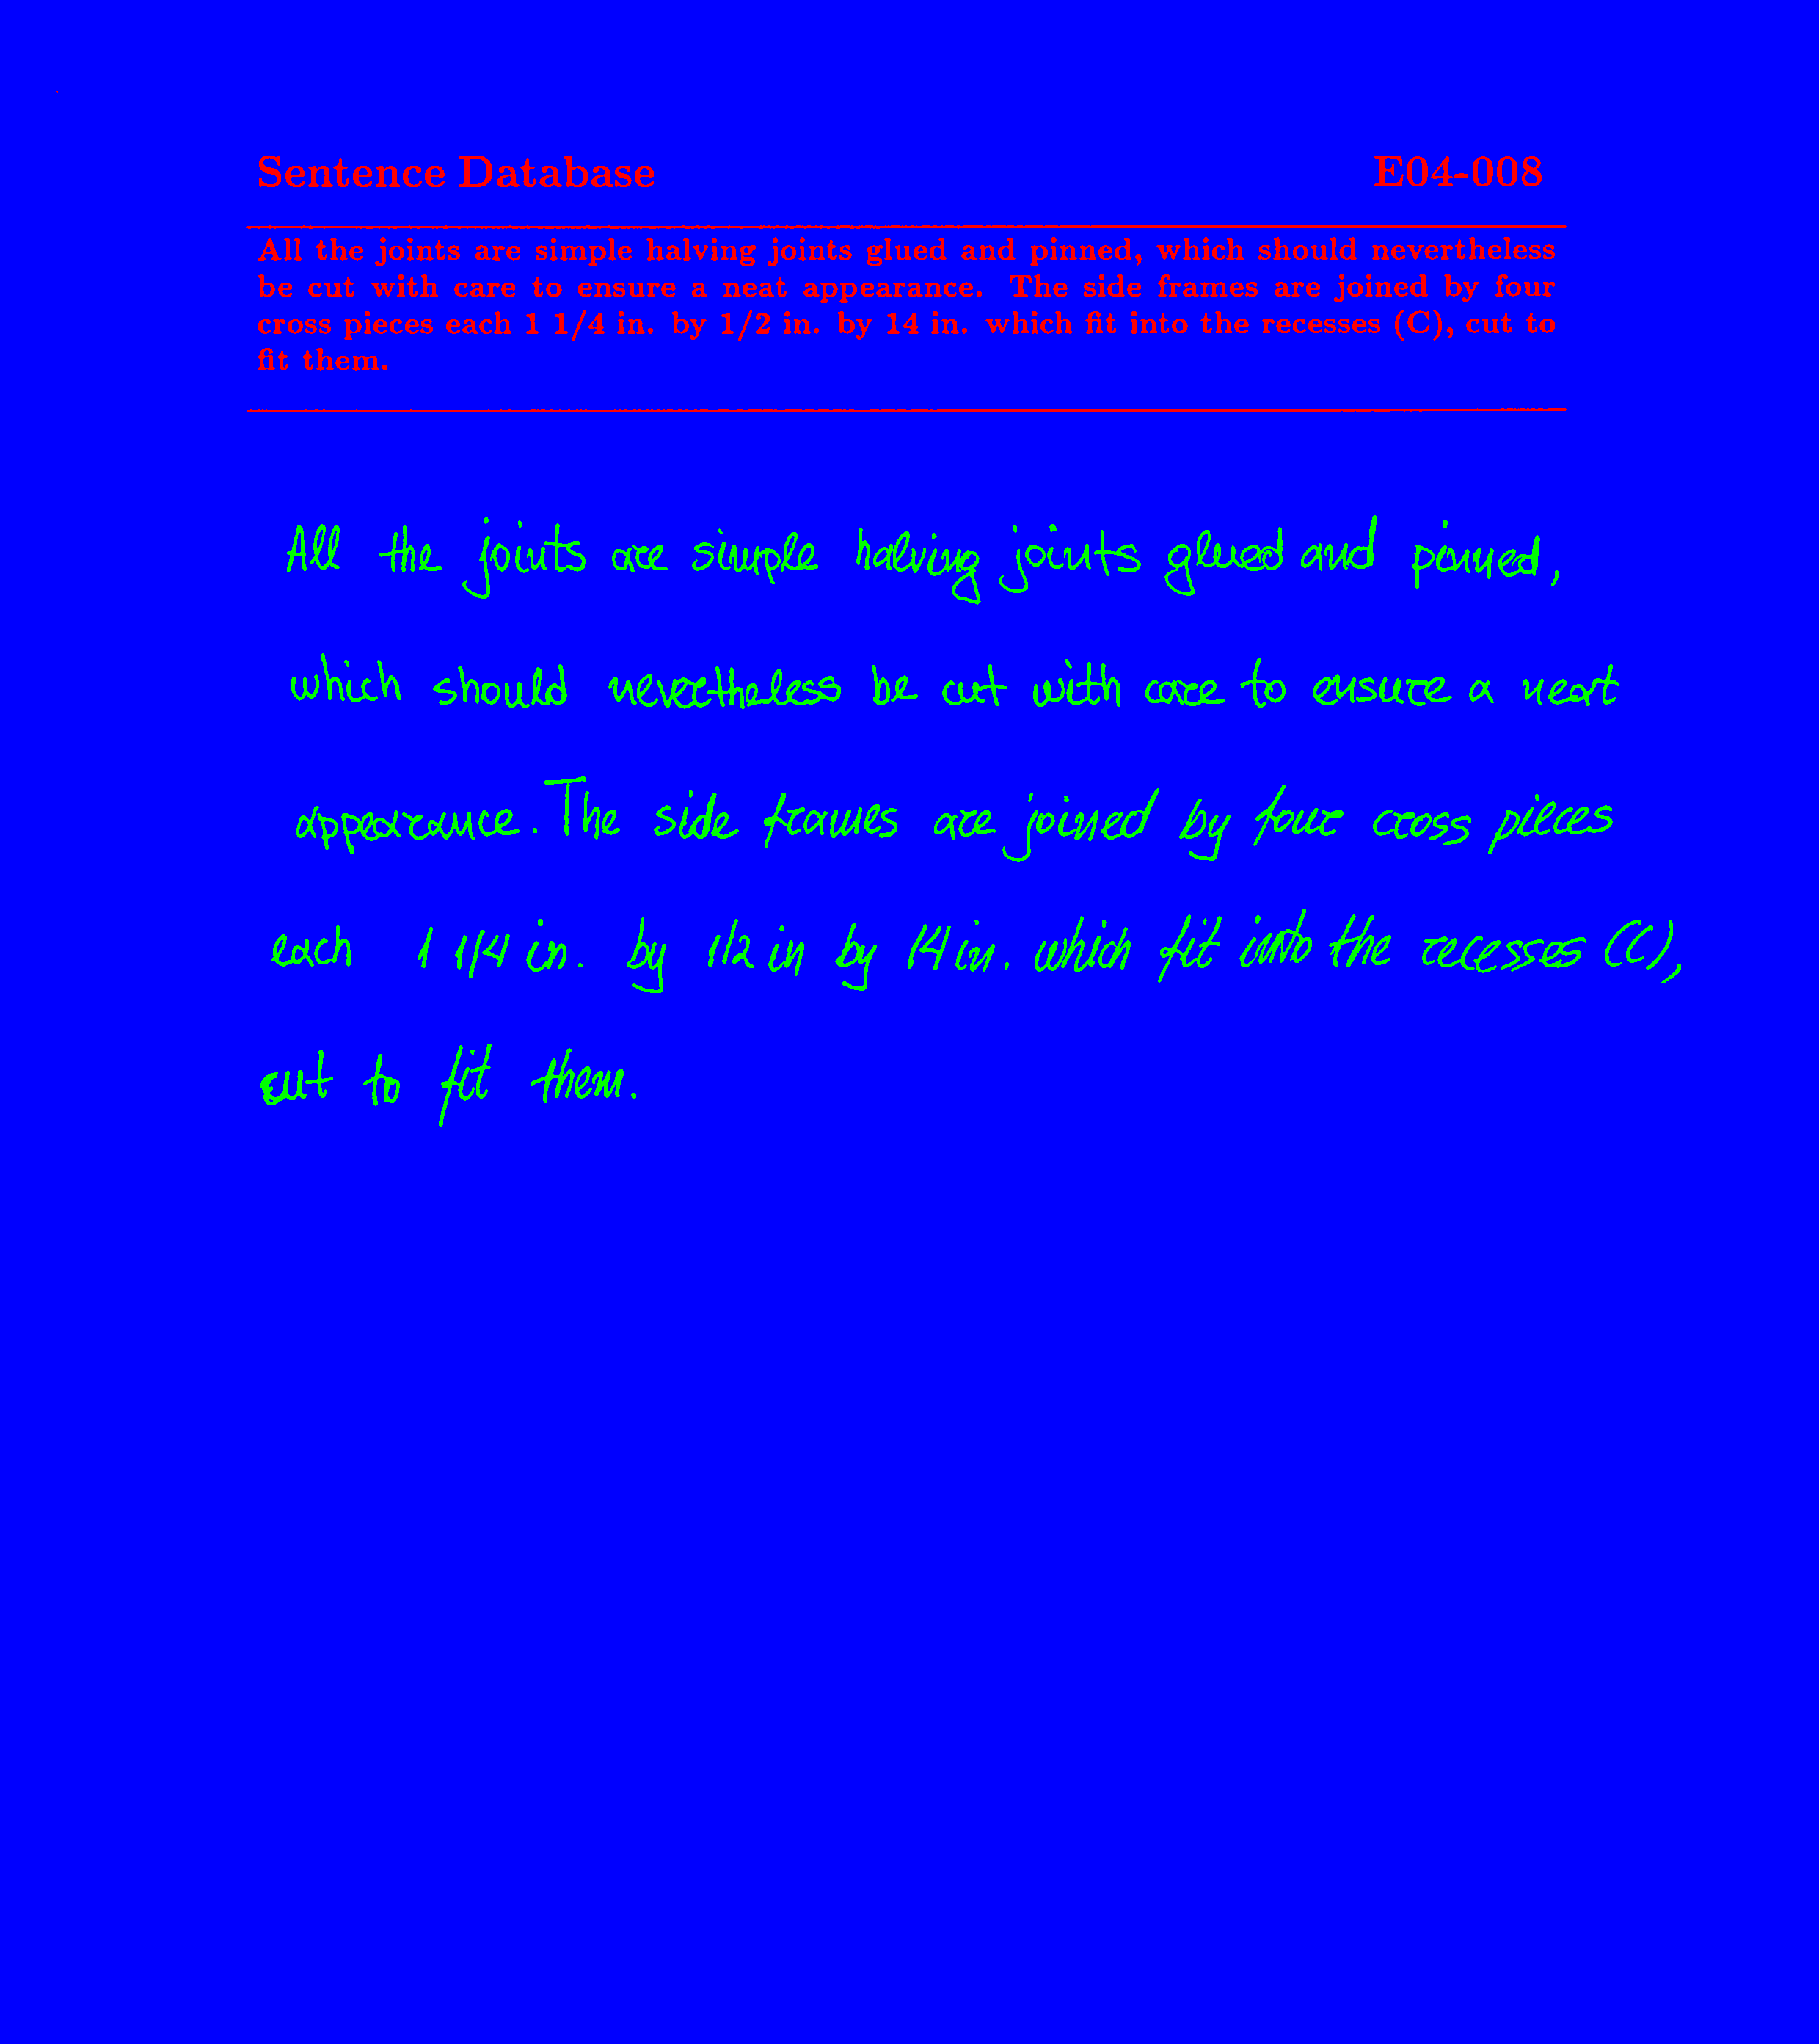 Sentence Database E04-008
All the joints are simple halving joints glued and pinned, which should nevertheless
be cut with care to ensure a neat appearance. The side frames are joined by four
cross pieces each 1 1/4 in. by 1/2 in. by 14 in. which fit into the recesses (C), cut to
fit them.
All the joints are simple halving joints glued and pinned,
which should nevertheless be cut with care to ensure a neat
appearance. The side frames are joined by four cross pieces
each 1 1/4 in. by 1/2 in by 14 in. which fit into the recesses (C),
cut to fit them.